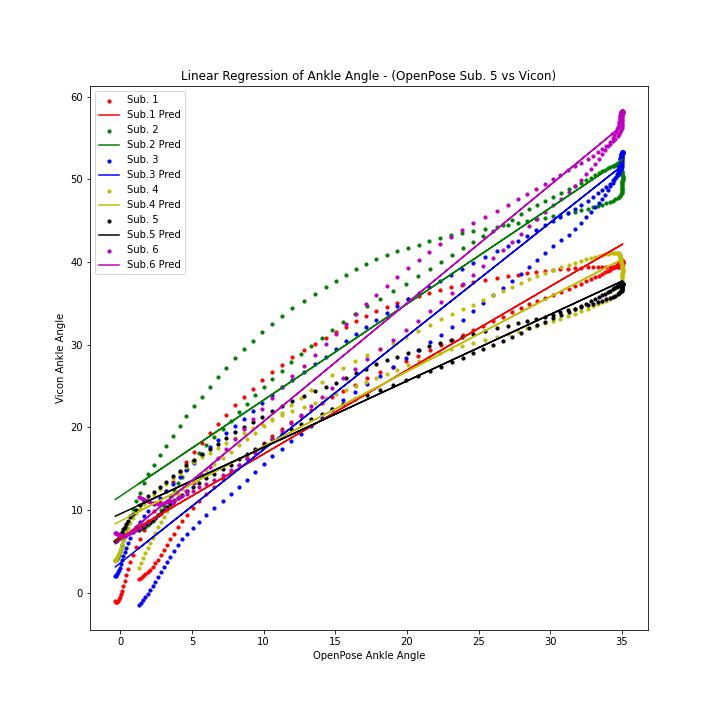 Linear Regression of Ankle Angle - (OpenPose Sub. 5 vs Vicon)
Sub. 1
Sub.1 Pred
Sub. 2
Sub.2 Pred
Sub. 3
Sub.3 Pred
Sub. 4
Sub.4 Pred
Sub. 5
Sub.5 Pred
Sub. 6
Sub.6 Pred
60
50
40
30
20
10
0
Vicon Ankle Angle
0 5 10 15 20 25 30 35
OpenPose Ankle Angle